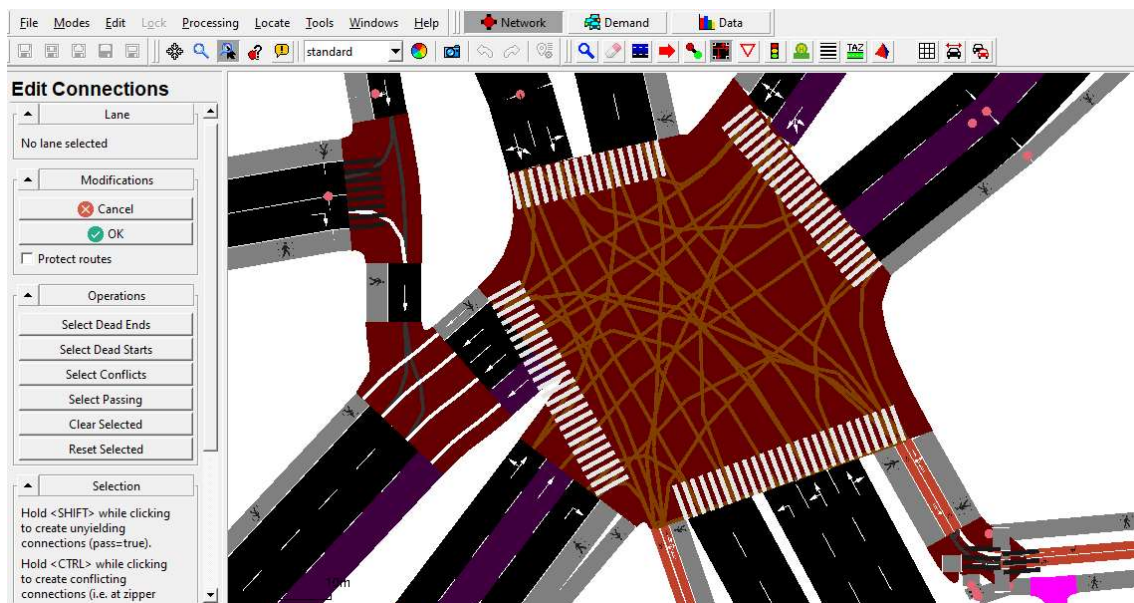 File Modes Edit Lock Processing Locate Tools Windows Help Network Demand Data
standard TAZ
Edit Connections
Lane
No lane selected
Modifications
Cancel
OK
Protect routes
Operations
Select Dead Ends
Select Dead Starts
Select Conflicts
Select Passing
Clear Selected
Reset Selected
Selection
Hold <SHIFT> while clicking
to create unyielding
connections (pass=true).
Hold <CTRL> while clicking
to create conflicting
connections (i.e. at zipper